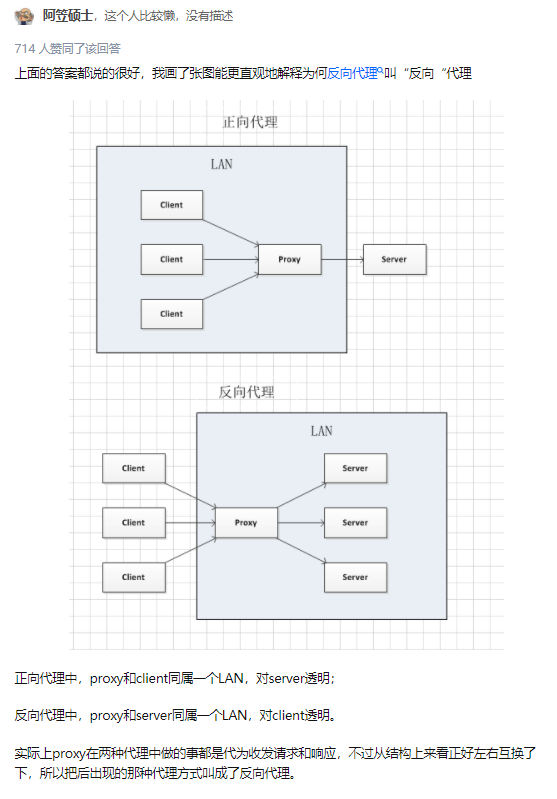 阿笠硕士，这个人比较懒，没有描述
714 人赞同了该回答
上面的答案都说的很好，我画了张图能更直观地解释为何反向代理叫“反向“代理
正向代理
LAN
Client
Client
Proxy
Server
Client
反向代理
LAN
Client
Server
Client
Proxy
Server
Client
Server
正向代理中，proxy和client同属一个LAN，对server透明；
反向代理中，proxy和server同属一个LAN，对client透明。
实际上proxy在两种代理中做的事都是代为收发请求和响应，不过从结构上来看正好左右互换了
下，所以把后出现的那种代理方式叫成了反向代理。